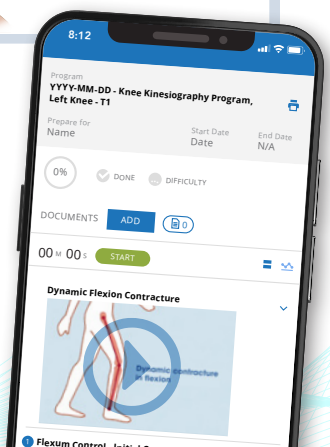 8:12
Program
YYYY-MM-DD - Knee Kinesiography Program,
Left Knee - T1
Prepare for
Name
Start Date
Date
End Date
N/A
0%
DONE
DIFFICULTY
DOCUMENTS
ADD
0
00 M 00 S
START
Dynamic Flexion Contracture
Dynamic contracture
in flexion
1 Flexum Control - Initial